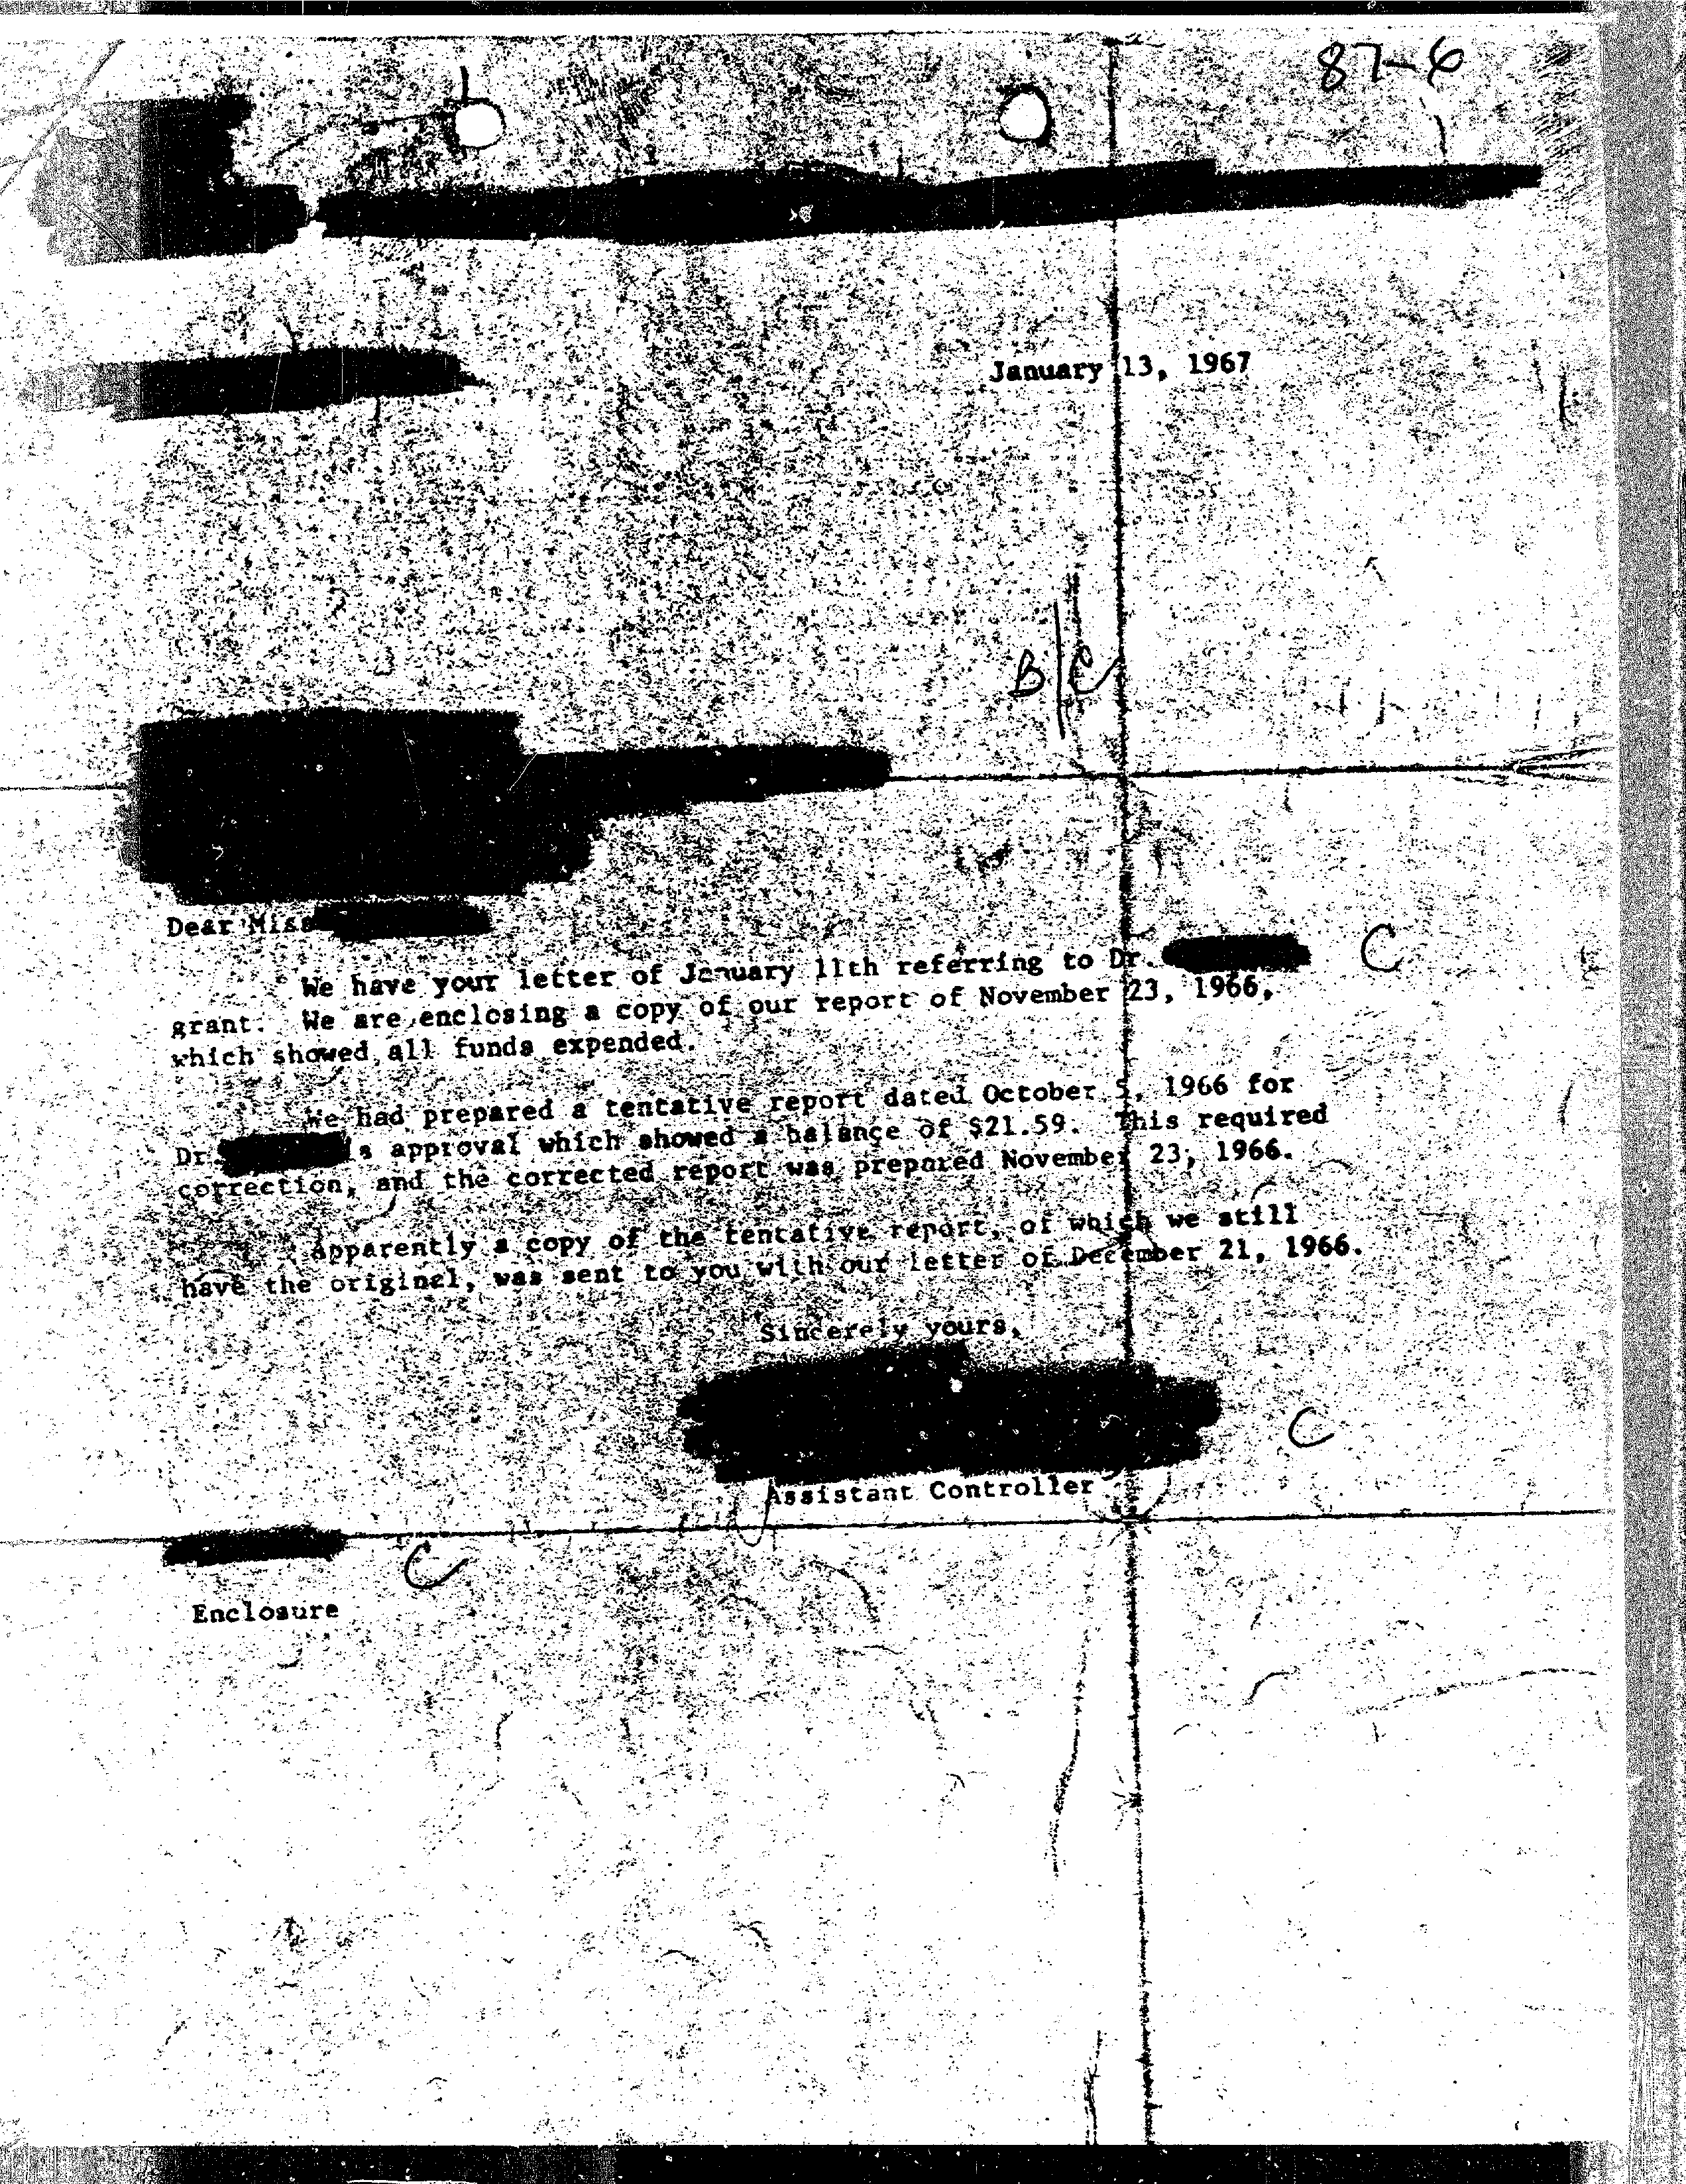 87-6
January 13, 1967
B/C
Dear Miss
We have your letter of January 11th referring to Dr. C
grant. We are enclosing a copy of our report of November 23, 1966,
which showed all funds expended.
We had prepared a tentative report dated October 5, 1966 for
Dr. s approval which showed a balance of $21.59. This required
correction, and the corrected report was prepared November 23, 1966.
Apparently a copy of the tentative report, of which we still
have the original, was sent to you with our letter of December 21, 1966.
Sincerely yours,
C
Assistant Controller
C
Enclosure